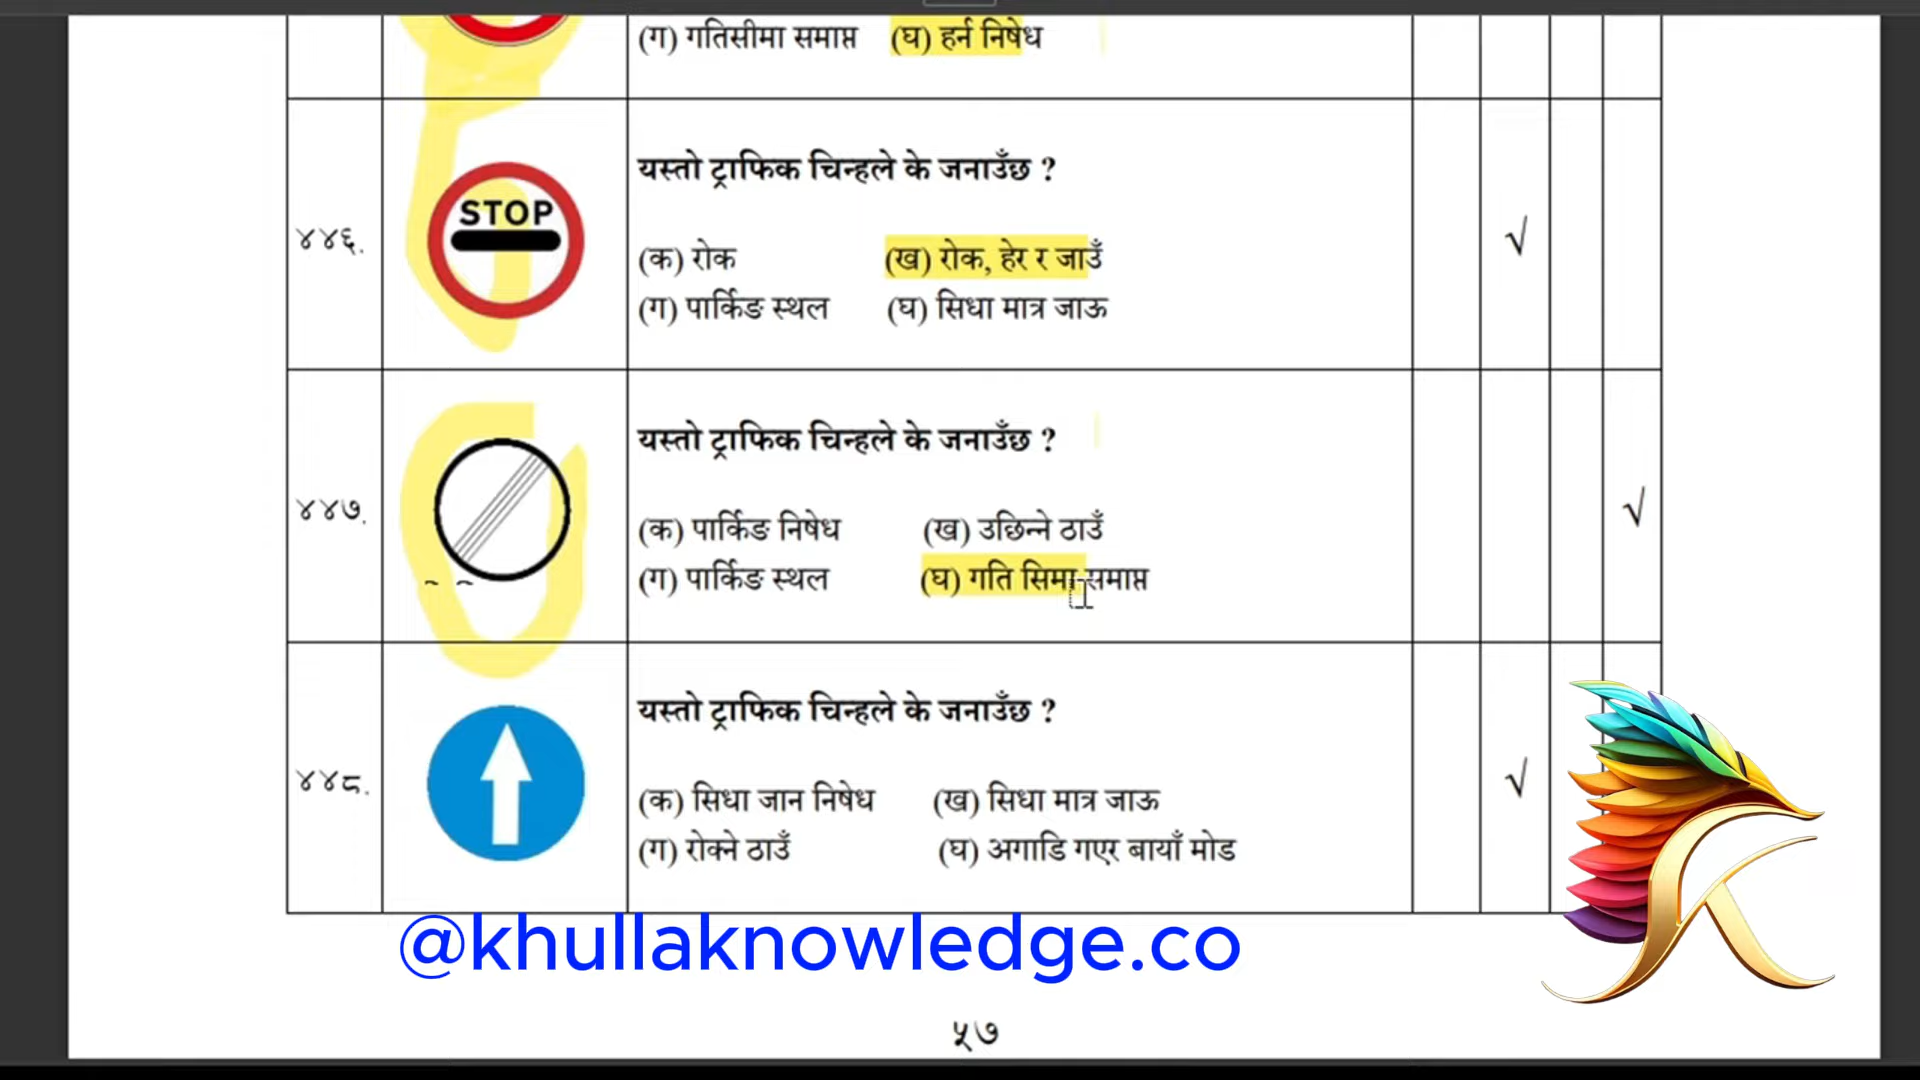 (ग) गतिसीमा समाप्त (घ) हर्न निषेध
यस्तो ट्राफिक चिन्हले के जनाउँछ ?
४४६.
STOP
√
(क) रोक (ख) रोक, हेर र जाउँ
(ग) पार्किङ स्थल (घ) सिधा मात्र जाऊ
यस्तो ट्राफिक चिन्हले के जनाउँछ ?
४४७.
√
(क) पार्किङ निषेध (ख) उछिन्ने ठाउँ
(ग) पार्किङ स्थल (घ) गति सिमा समाप्त
यस्तो ट्राफिक चिन्हले के जनाउँछ ?
४४८.
√
(क) सिधा जान निषेध (ख) सिधा मात्र जाऊ
(ग) रोक्ने ठाउँ (घ) अगाडि गएर बायाँ मोड
@khullaknowledge.co
५७